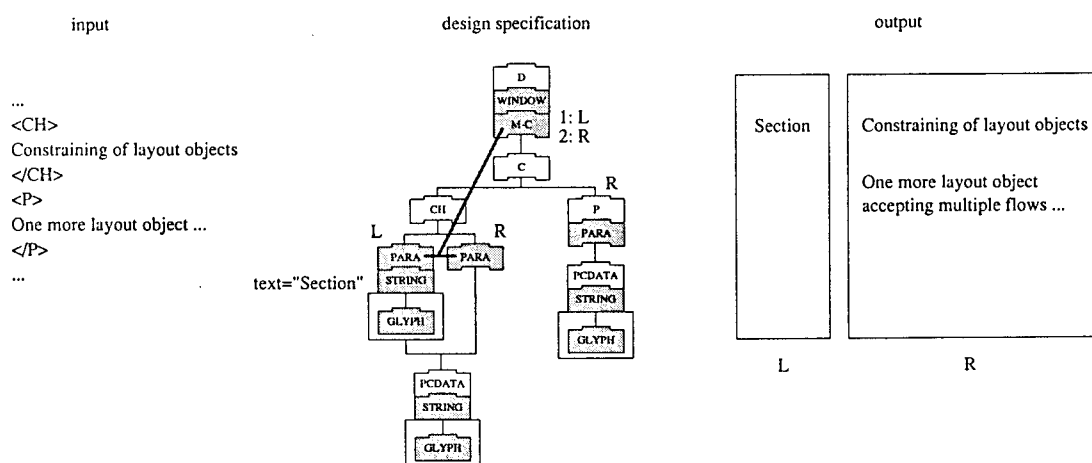 input
design specification
output
...
<CH>
Constraining of layout objects
</CH>
<P>
One more layout object ...
</P>
...
D
WINDOW
M-C
1: L
2: R
C
R
CH
P
PARA
L
R
PARA
PARA
STRING
text="Section"
GLYPH
PCDATA
STRING
GLYPH
PCDATA
STRING
GLYPH
Section
Constraining of layout objects
One more layout object
accepting multiple flows ...
L
R